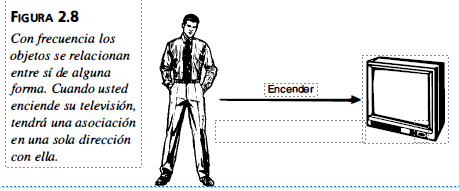 FIGURA 2.8
Con frecuencia los
objetos se relacionan
entre sí de alguna
forma. Cuando usted
enciende su televisión,
tendrá una asociación
en una sola dirección
con ella.
Encender